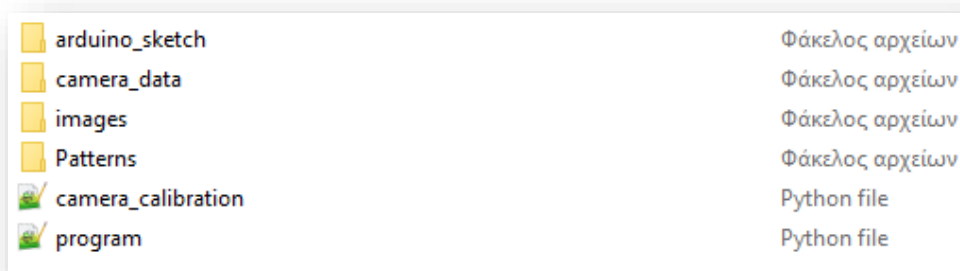 arduino_sketch Φάκελος αρχείων
camera_data Φάκελος αρχείων
images Φάκελος αρχείων
Patterns Φάκελος αρχείων
camera_calibration Python file
program Python file